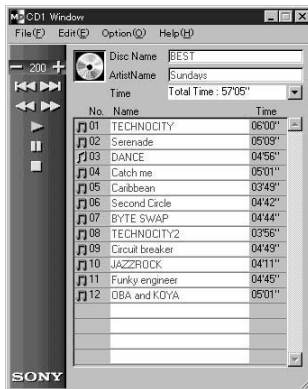 CD1 Window
File(F) Edit(E) Option(O) Help(H)
200
Disc Name BEST
ArtistName Sundays
Time Total Time : 57'05"
No. Name Time
01 TECHNOCITY 06'00"
02 Serenade 05'09"
03 DANCE 04'56"
04 Catch me 05'01"
05 Caribbean 03'49"
06 Second Circle 04'42"
07 BYTE SWAP 04'44"
08 TECHNOCITY2 03'56"
09 Circuit breaker 04'49"
10 JAZZROCK 04'11"
11 Funky engineer 04'45"
12 OBA and KOYA 05'01"
SONY